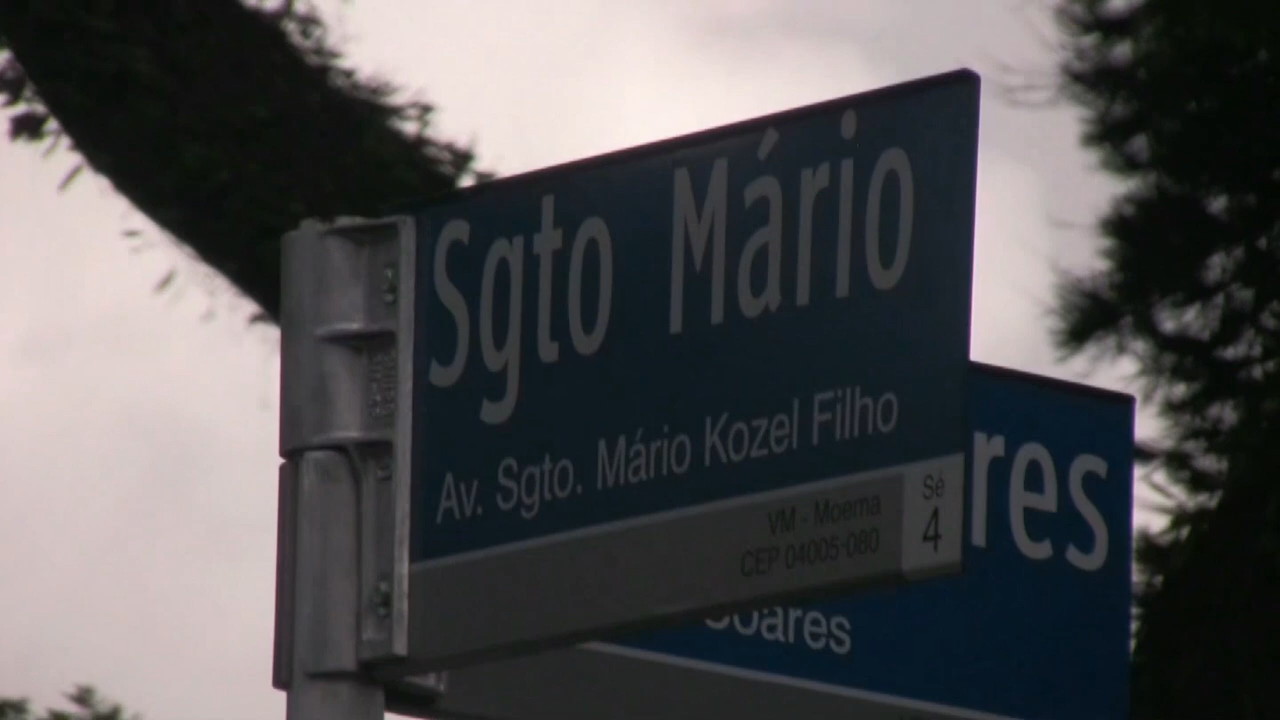 Sgto Mário
Av. Sgto. Mário Kozel Filho
VM - Moema
CEP 04005-080
Sé
4
res
Soares